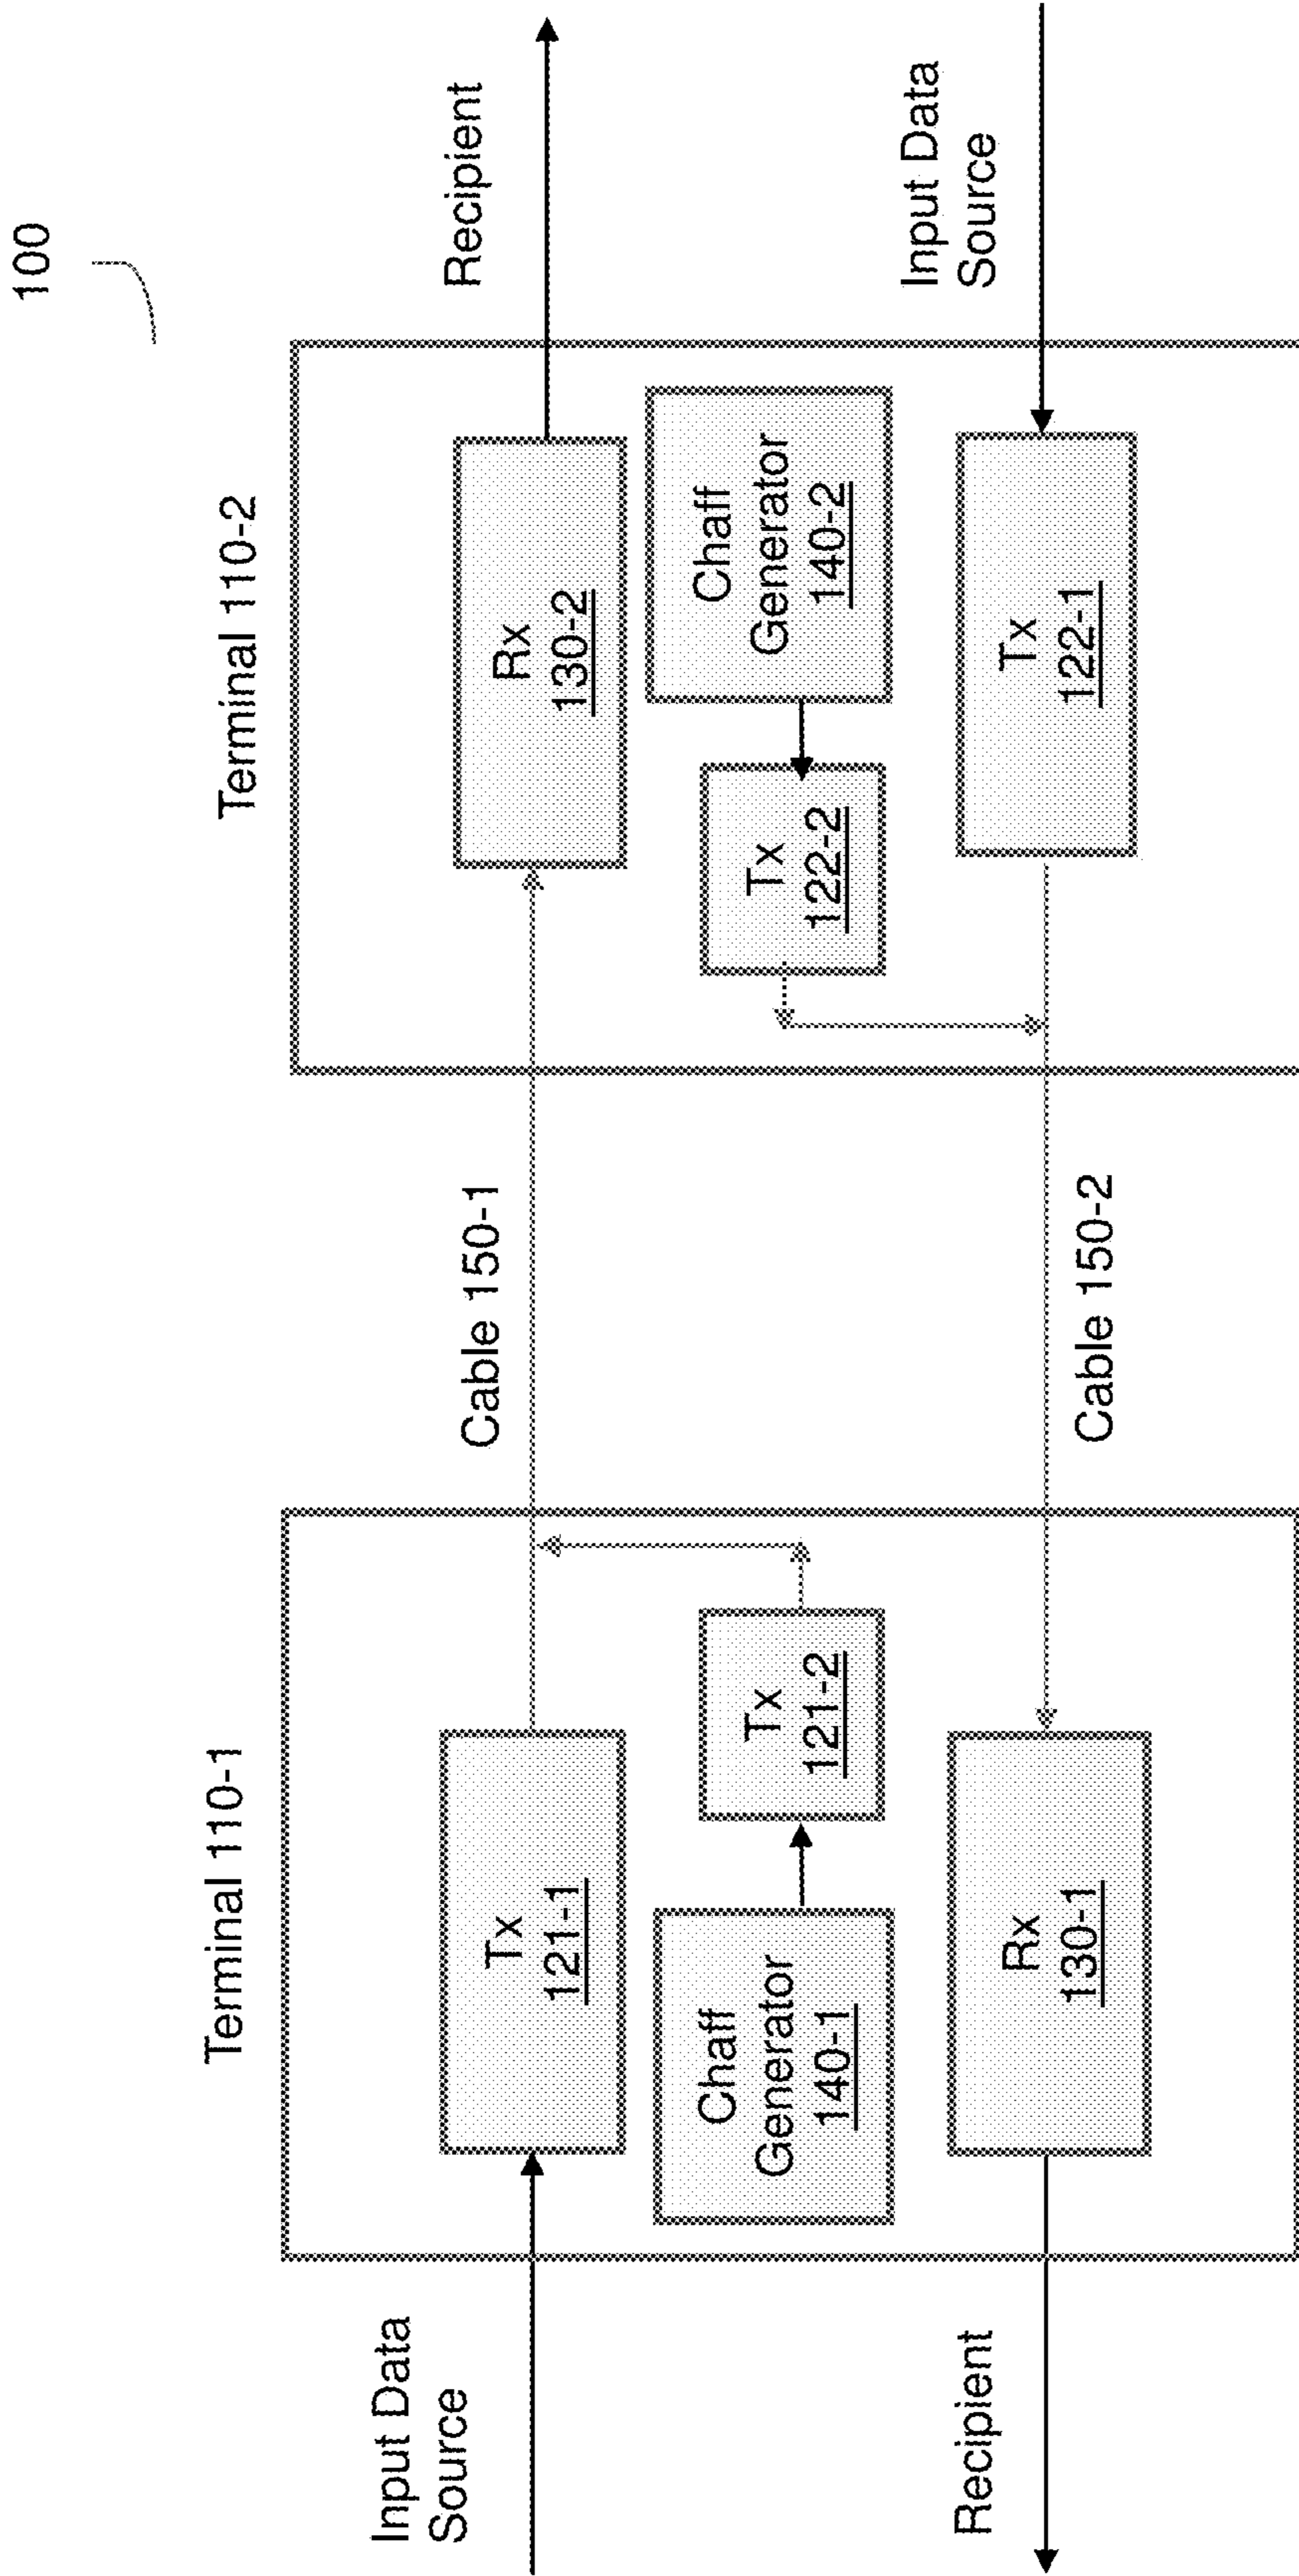 100
Terminal 110-1
Terminal 110-2
Input Data
Source
Tx
121-1
Cable 150-1
Rx
130-2
Recipient
Chaff
Generator
140-1
Tx
121-2
Tx
122-2
Chaff
Generator
140-2
Recipient
Rx
130-1
Cable 150-2
Tx
122-1
Input Data
Source